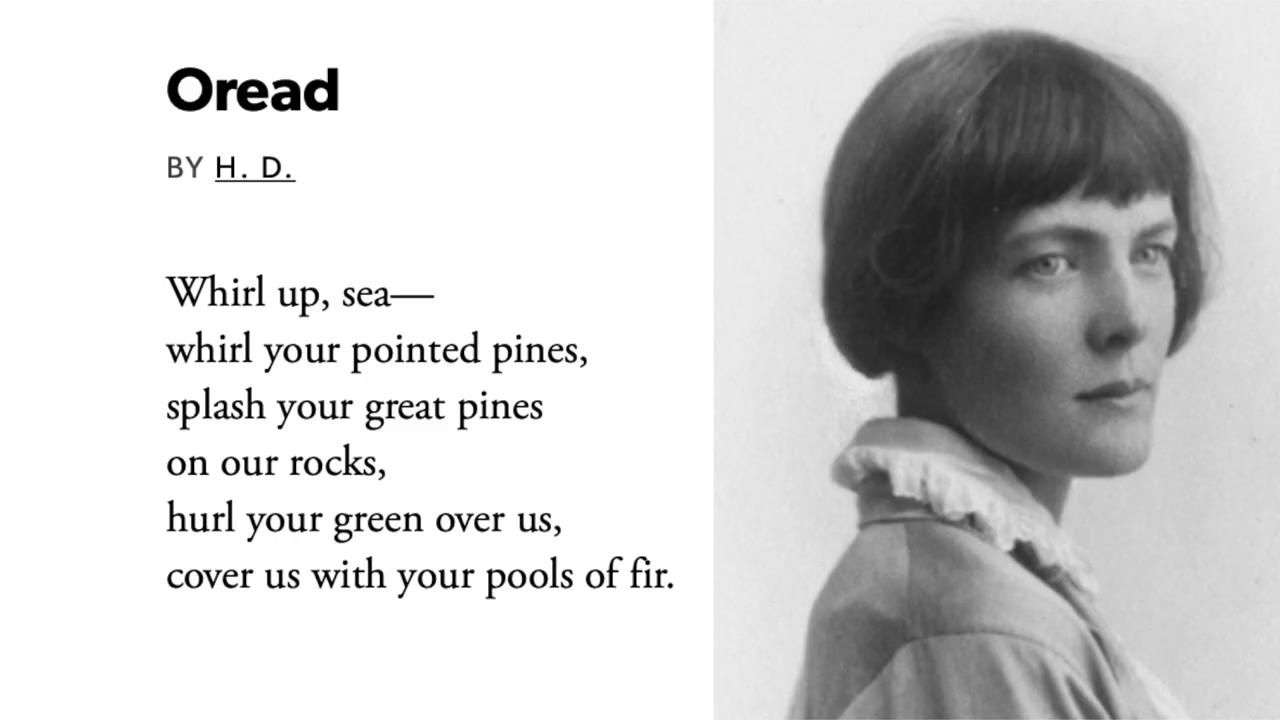 Oread
BY H. D.
Whirl up, sea—
whirl your pointed pines,
splash your great pines
on our rocks,
hurl your green over us,
cover us with your pools of fir.